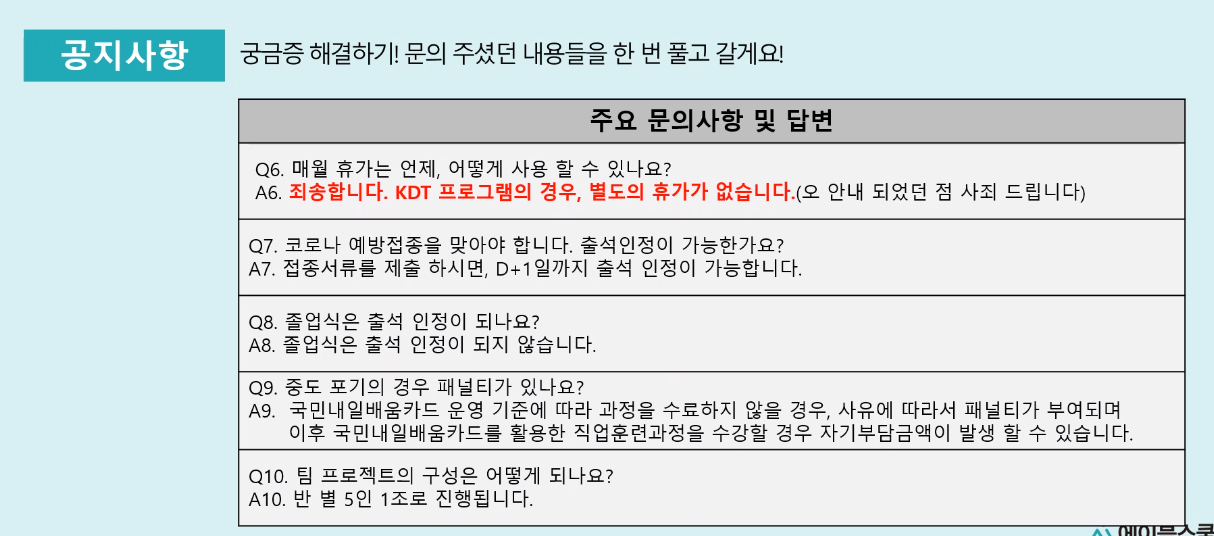 공지사항
궁금증 해결하기! 문의 주셨던 내용들을 한 번 풀고 갈게요!
주요 문의사항 및 답변
Q6. 매월 휴가는 언제, 어떻게 사용 할 수 있나요?
A6. 죄송합니다. KDT 프로그램의 경우, 별도의 휴가가 없습니다.(오 안내 되었던 점 사죄 드립니다)
Q7. 코로나 예방접종을 맞아야 합니다. 출석인정이 가능한가요?
A7. 접종서류를 제출 하시면, D+1일까지 출석 인정이 가능합니다.
Q8. 졸업식은 출석 인정이 되나요?
A8. 졸업식은 출석 인정이 되지 않습니다.
Q9. 중도 포기의 경우 패널티가 있나요?
A9. 국민내일배움카드 운영 기준에 따라 과정을 수료하지 않을 경우, 사유에 따라서 패널티가 부여되며
이후 국민내일배움카드를 활용한 직업훈련과정을 수강할 경우 자기부담금액이 발생 할 수 있습니다.
Q10. 팀 프로젝트의 구성은 어떻게 되나요?
A10. 반 별 5인 1조로 진행됩니다.
에이블스쿨